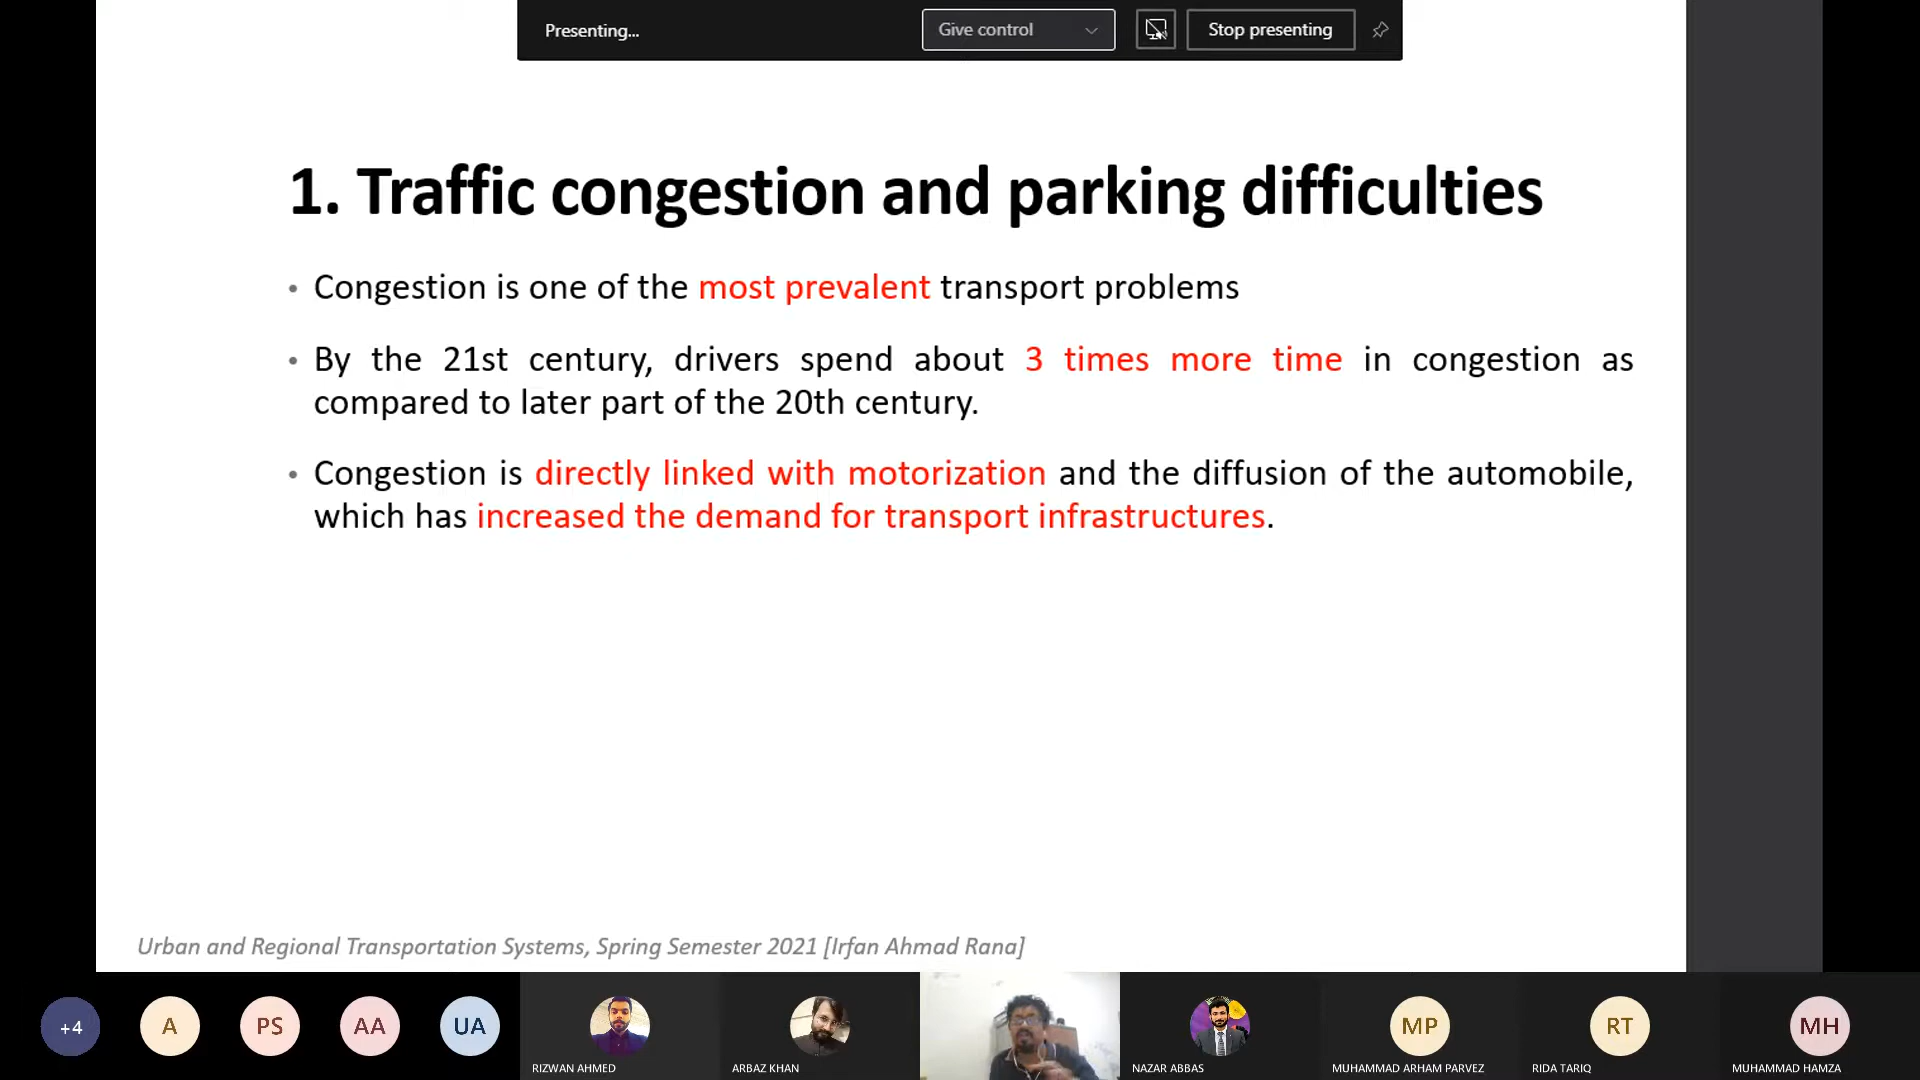 Presenting...
Give control
Stop presenting
1. Traffic congestion and parking difficulties
• Congestion is one of the most prevalent transport problems
• By the 21st century, drivers spend about 3 times more time in congestion as
compared to later part of the 20th century.
• Congestion is directly linked with motorization and the diffusion of the automobile,
which has increased the demand for transport infrastructures.
Urban and Regional Transportation Systems, Spring Semester 2021 [Irfan Ahmad Rana]
+4
A
PS
AA
UA
RIZWAN AHMED
ARBAZ KHAN
NAZAR ABBAS
MP
MUHAMMAD ARHAM PARVEZ
RT
RIDA TARIQ
MH
MUHAMMAD HAMZA